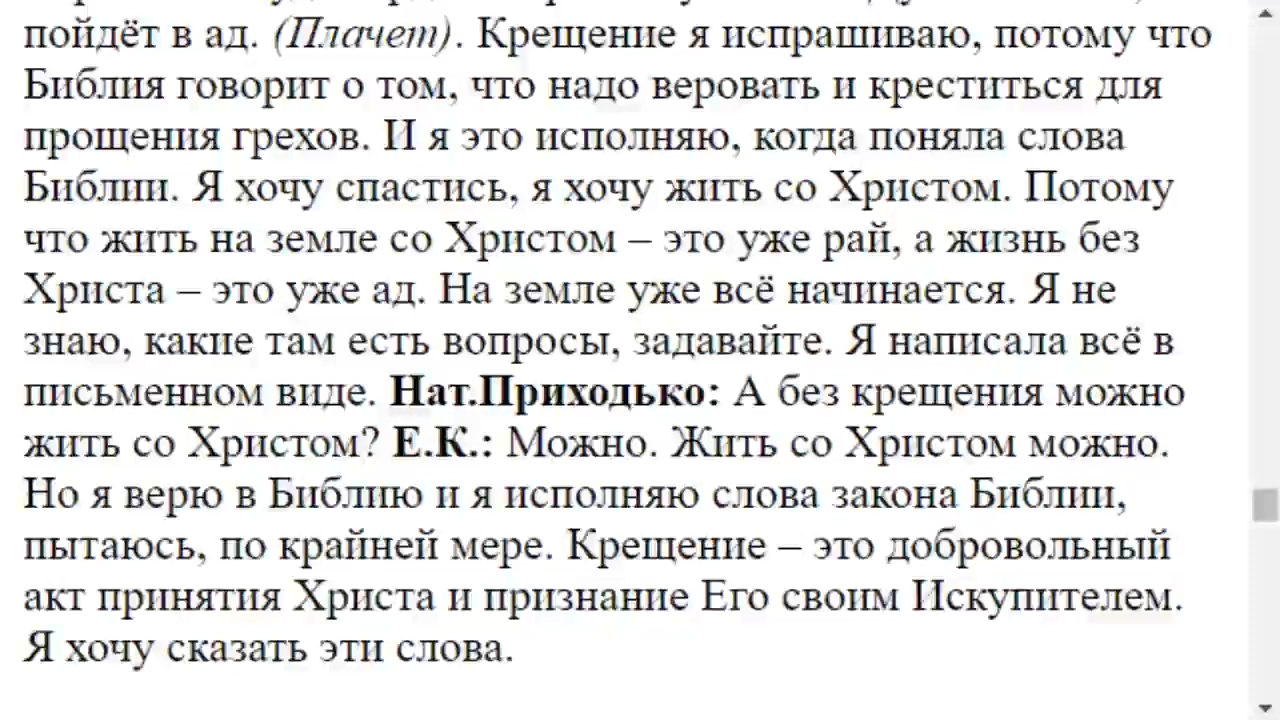 пойдёт в ад. (Плачет). Крещение я испрашиваю, потому что
Библия говорит о том, что надо веровать и креститься для
прощения грехов. И я это исполняю, когда поняла слова
Библии. Я хочу спастись, я хочу жить со Христом. Потому
что жить на земле со Христом – это уже рай, а жизнь без
Христа – это уже ад. На земле уже всё начинается. Я не
знаю, какие там есть вопросы, задавайте. Я написала всё в
письменном виде. Нат.Приходько: А без крещения можно
жить со Христом? Е.К.: Можно. Жить со Христом можно.
Но я верю в Библию и я исполняю слова закона Библии,
пытаюсь, по крайней мере. Крещение – это добровольный
акт принятия Христа и признание Его своим Искупителем.
Я хочу сказать эти слова.